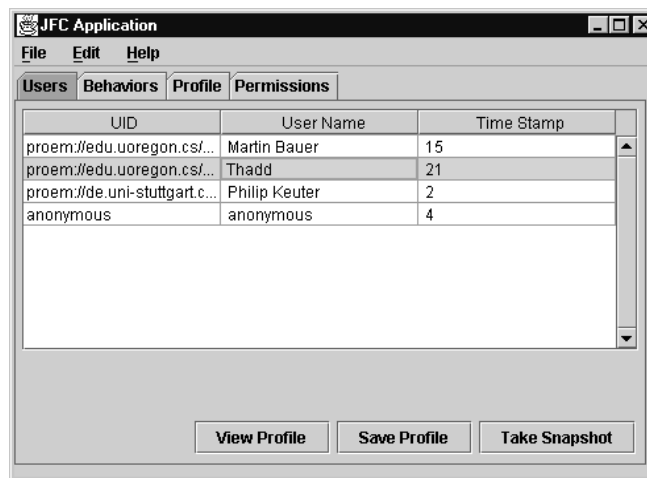 JFC Application
File Edit Help
Users Behaviors Profile Permissions
UID User Name Time Stamp
proem://edu.uoregon.cs/... Martin Bauer 15
proem://edu.uoregon.cs/... Thadd 21
proem://de.uni-stuttgart.c... Philip Keuter 2
anonymous anonymous 4
View Profile Save Profile Take Snapshot